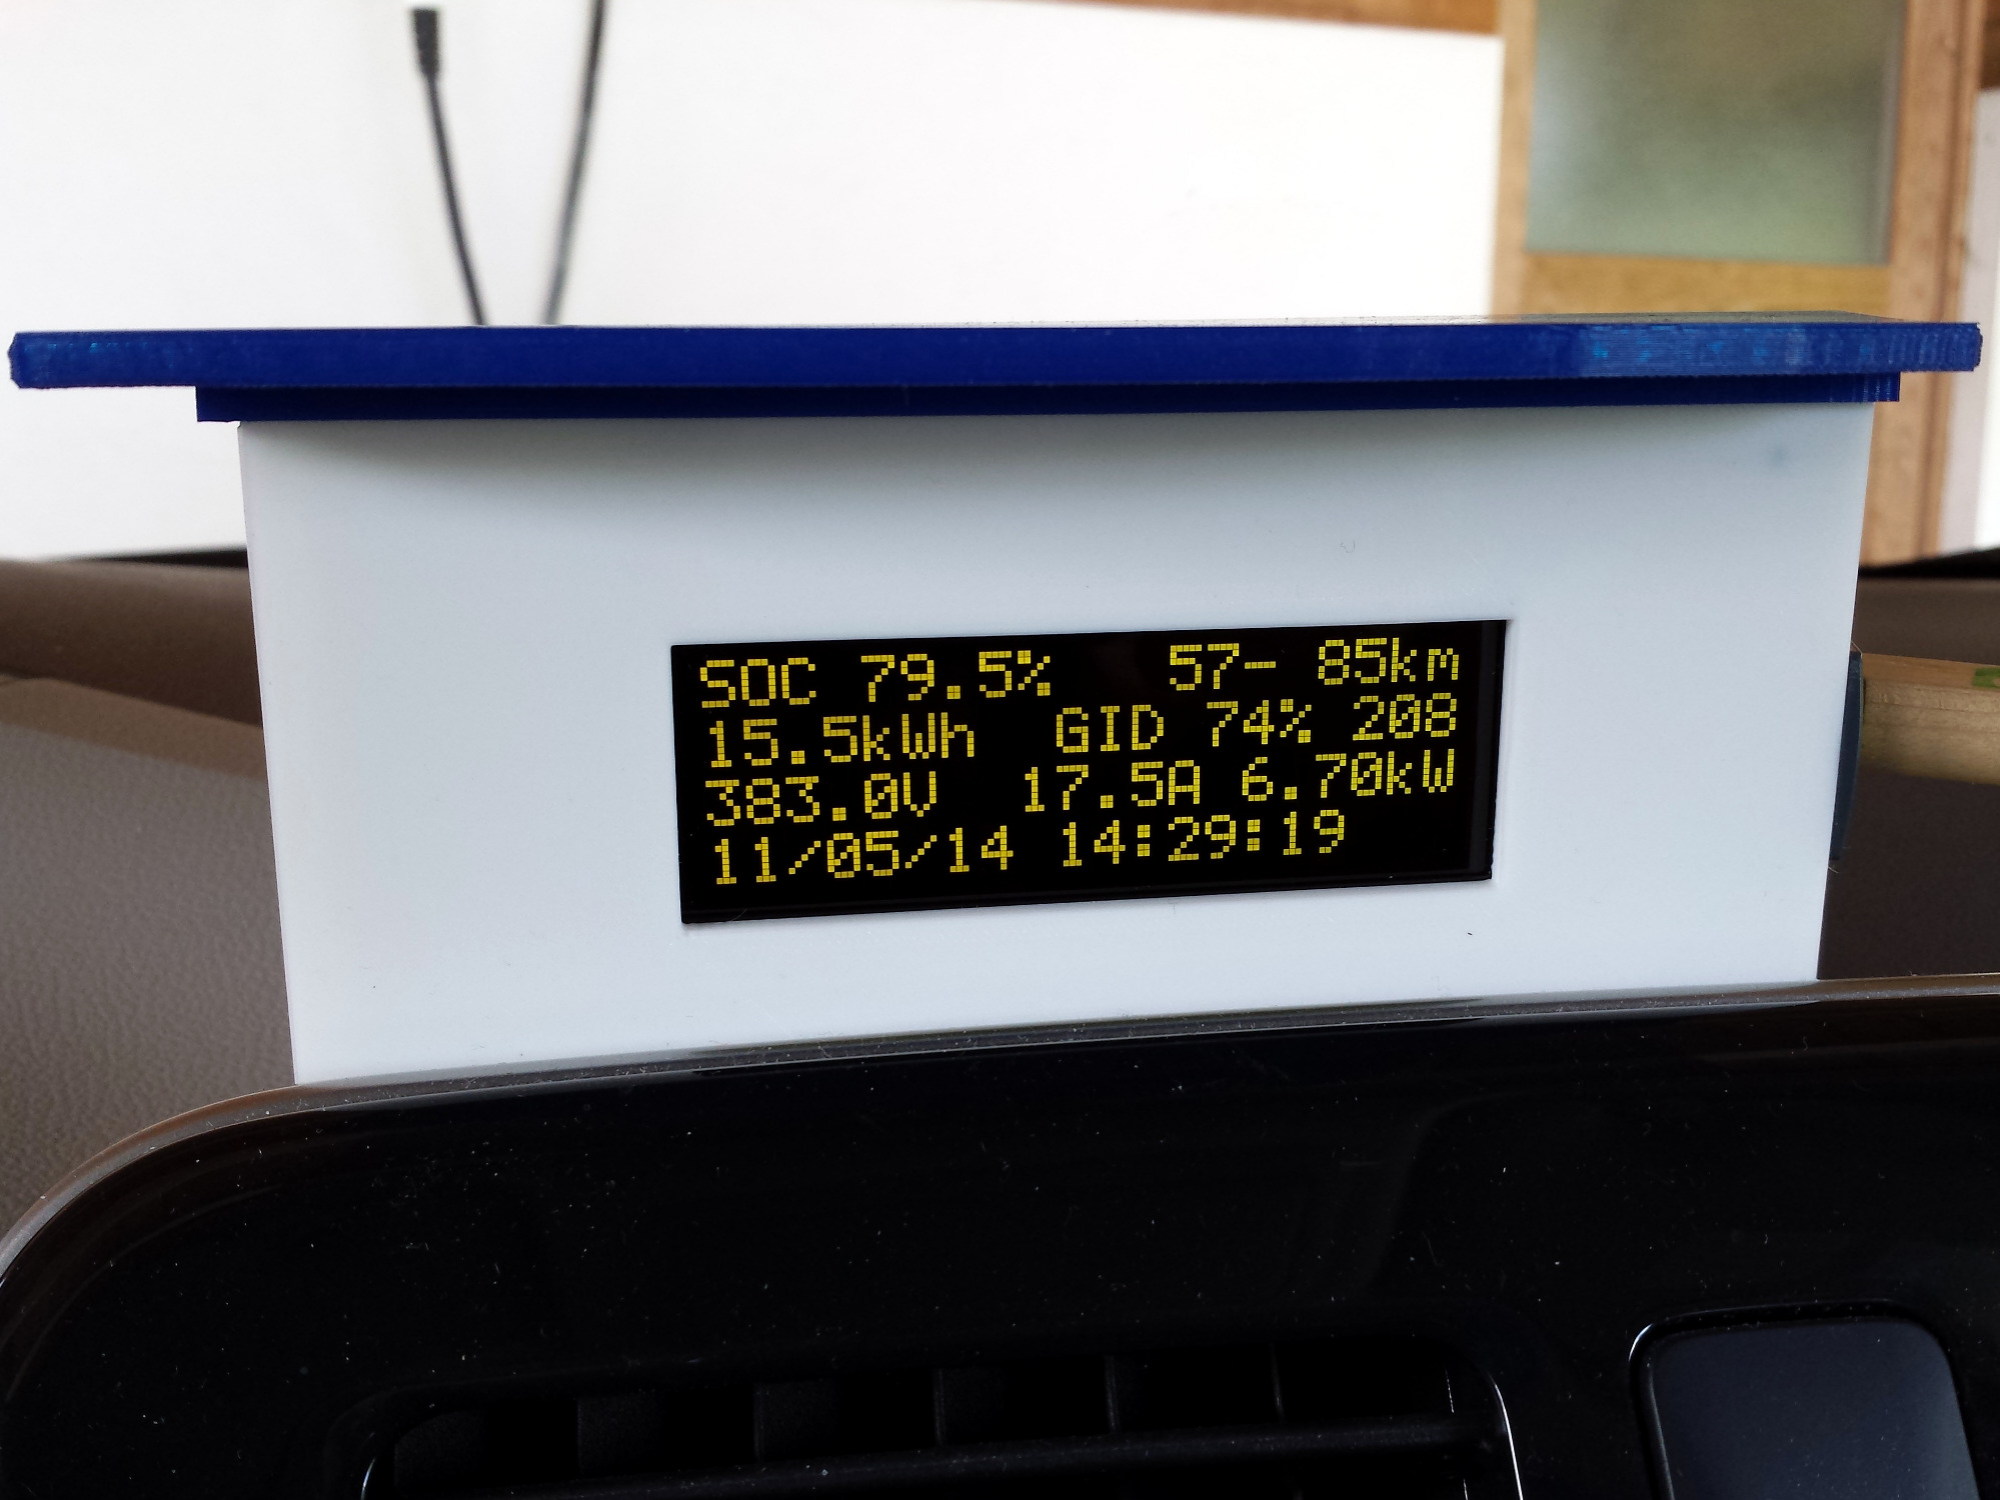 SOC 79.5% 57- 85km
15.5kWh GID 74% 208
383.0V 17.5A 6.70kW
11/05/14 14:29:19